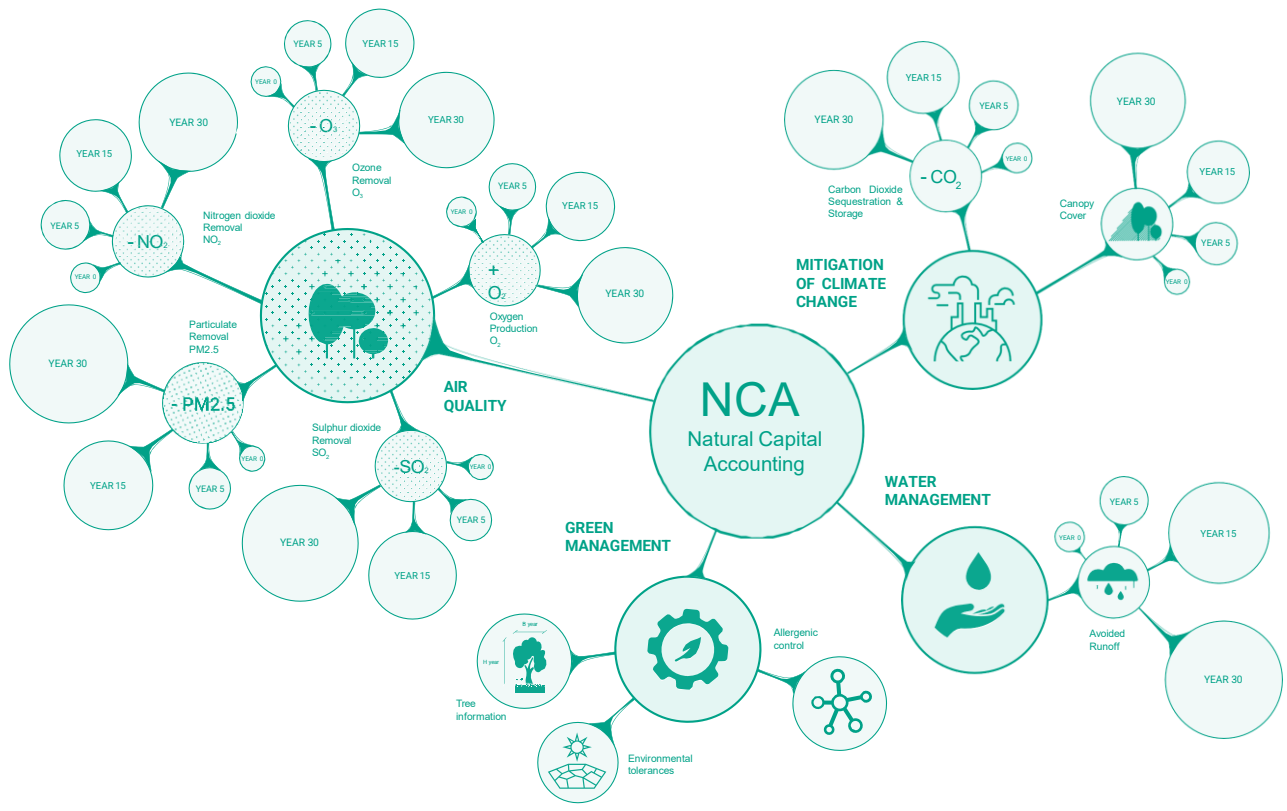 YEAR 5
YEAR 15
YEAR 0
YEAR 30
- O3
Ozone
Removal
O3
YEAR 30
YEAR 15
YEAR 5
YEAR 0
- NO2
Nitrogen dioxide
Removal
NO2
YEAR 0
YEAR 5
YEAR 15
YEAR 30
+
O2
Oxygen
Production
O2
Particulate
Removal
PM2.5
YEAR 30
- PM2.5
YEAR 15
YEAR 5
YEAR 0
AIR
QUALITY
Sulphur dioxide
Removal
SO2
-SO2
YEAR 0
YEAR 5
YEAR 15
YEAR 30
NCA
Natural Capital
Accounting
YEAR 30
YEAR 15
YEAR 5
YEAR 0
- CO2
Carbon Dioxide
Sequestration &
Storage
YEAR 30
YEAR 15
YEAR 5
YEAR 0
Canopy
Cover
MITIGATION
OF CLIMATE
CHANGE
WATER
MANAGEMENT
YEAR 0
YEAR 5
YEAR 15
YEAR 30
Avoided
Runoff
GREEN
MANAGEMENT
B year
H year
Tree
information
Environmental
tolerances
Allergenic
control